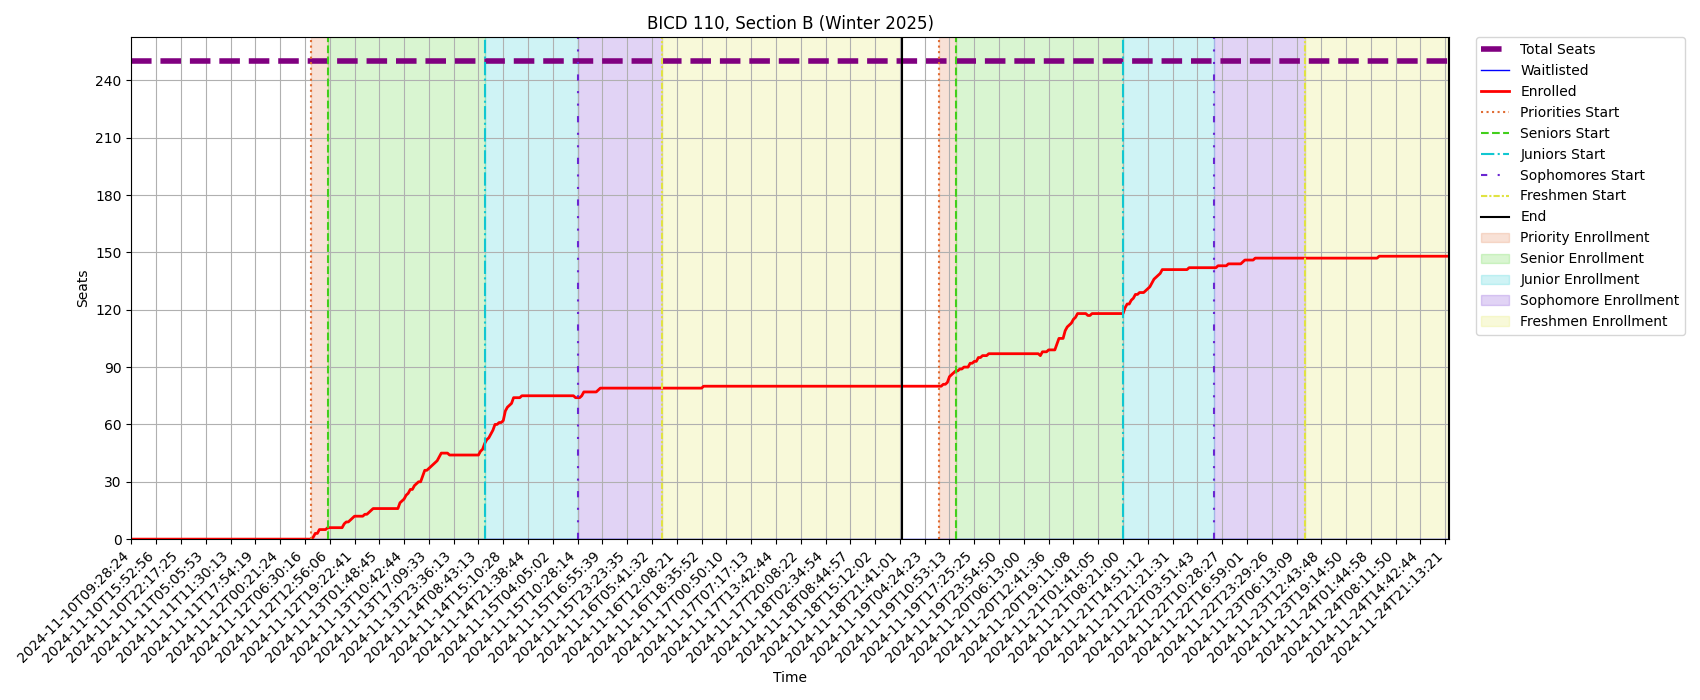 BICD 110, Section B (Winter 2025)
240
210
180
150
120
90
60
30
0
Seats
2024-11-10T09:28:24
2024-11-10T15:52:56
2024-11-10T22:17:25
2024-11-11T05:05:53
2024-11-11T11:30:13
2024-11-11T17:54:19
2024-11-12T00:21:24
2024-11-12T06:30:16
2024-11-12T12:56:06
2024-11-12T19:22:41
2024-11-13T01:48:45
2024-11-13T10:42:44
2024-11-13T17:09:33
2024-11-13T23:36:13
2024-11-14T08:43:13
2024-11-14T15:10:28
2024-11-14T21:38:44
2024-11-15T04:05:02
2024-11-15T10:28:14
2024-11-15T16:55:39
2024-11-15T23:23:35
2024-11-16T05:41:32
2024-11-16T12:08:21
2024-11-16T18:35:52
2024-11-17T00:50:10
2024-11-17T07:17:13
2024-11-17T13:42:44
2024-11-17T20:08:22
2024-11-18T02:34:54
2024-11-18T08:44:57
2024-11-18T15:12:02
2024-11-18T21:41:01
2024-11-19T04:24:23
2024-11-19T10:53:13
2024-11-19T17:25:25
2024-11-19T23:54:50
2024-11-20T06:13:00
2024-11-20T12:41:36
2024-11-20T19:11:08
2024-11-21T01:41:05
2024-11-21T08:21:00
2024-11-21T14:51:12
2024-11-21T21:21:31
2024-11-22T03:51:43
2024-11-22T10:28:27
2024-11-22T16:59:01
2024-11-22T23:29:26
2024-11-23T06:13:09
2024-11-23T12:43:48
2024-11-23T19:14:50
2024-11-24T01:44:58
2024-11-24T08:11:50
2024-11-24T14:42:44
2024-11-24T21:13:21
Time
Total Seats
Waitlisted
Enrolled
Priorities Start
Seniors Start
Juniors Start
Sophomores Start
Freshmen Start
End
Priority Enrollment
Senior Enrollment
Junior Enrollment
Sophomore Enrollment
Freshmen Enrollment